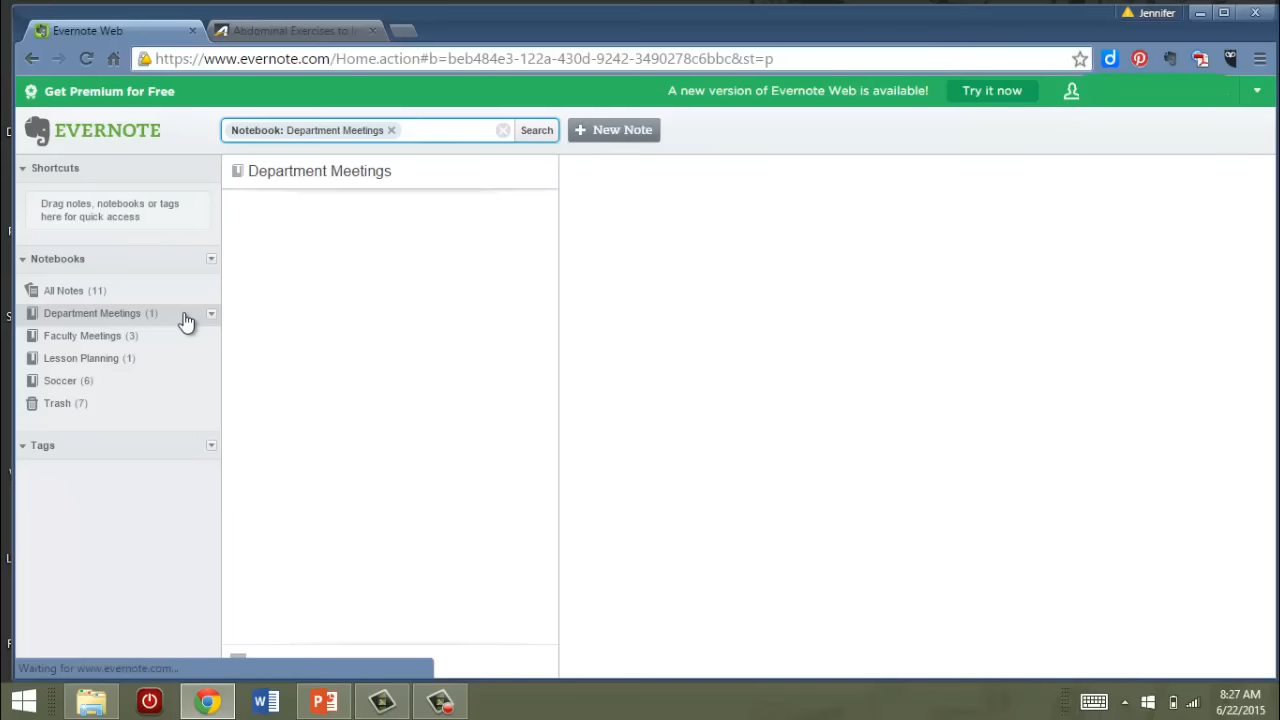 Jennifer
Evernote Web
Abdominal Exercises to I
https://www.evernote.com/Home.action#b=beb484e3-122a-430d-9242-3490278c6bbc&st=p
Get Premium for Free
A new version of Evernote Web is available!
Try it now
EVERNOTE
Notebook: Department Meetings
Search
+ New Note
Shortcuts
Drag notes, notebooks or tags
here for quick access
Department Meetings
Notebooks
All Notes (11)
Department Meetings (1)
Faculty Meetings (3)
Lesson Planning (1)
Soccer (6)
Trash (7)
Tags
Waiting for www.evernote.com...
8:27 AM
6/22/2015